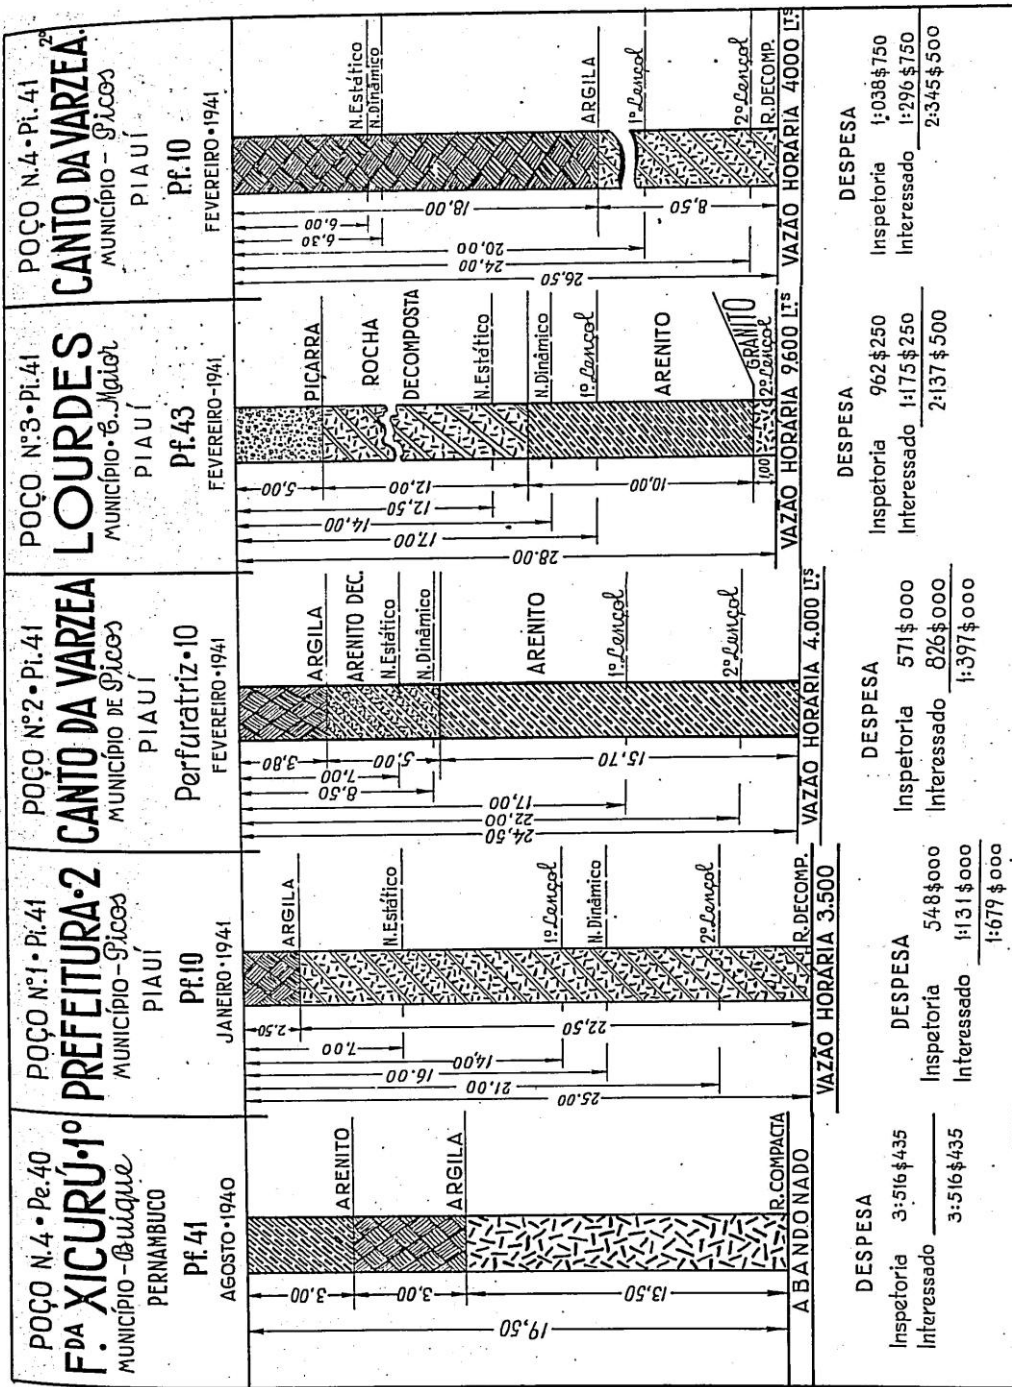 POÇO N.4•Pe.40
Fᴰᴬ XICURÚ•1º
MUNICÍPIO-Buíque
PERNAMBUCO
Pf.41
AGOSTO•1940
ARENITO
ARGILA
R.COMPACTA
3,00
3,00
13,50
19,50
ABANDONADO
DESPESA
Inspetoria 3:516$435
Interessado
3:516$435
POÇO Nº.1•Pi.41
PREFEITURA•2
MUNICÍPIO-Picos
PIAUÍ
Pf.10
JANEIRO•1941
ARGILA
N.Estático
1º Lençol
N.Dinámico
2º Lençol
R.DECOMP.
2.50
22,50
7,00
14,00
16.00
21.00
25.00
VAZÃO HORÁRIA 3.500
DESPESA
Inspetoria 548$000
Interessado 1:131$000
1:679$000
POÇO Nº2•Pi.41
CANTO DA VARZEA
MUNICÍPIO DE Picos
PIAUÍ
Perfuratriz•10
FEVEREIRO•1941
ARGILA
ARENITO DEC.
N.Estático
N.Dinâmico
ARENITO
1º Lençol
2º Lençol
3,80
5,00
15,70
7,00
8,50
17,00
22,00
24,50
VAZÃO HORÁRIA 4.000 LTS
DESPESA
Inspetoria 571$000
Interessado 826$000
1:397$000
POÇO Nº3•Pi.41
LOURDES
MUNICÍPIO•C.Maior
PIAUÍ
Pf.43
FEVEREIRO-1941
PICARRA
ROCHA
DECOMPOSTA
N.Estático
N.Dinâmico
1º Lençol
ARENITO
GRANITO
2º Lençol
5,00
12,00
10,00
1,00
12,50
14,00
17,00
28.00
VAZÃO HORÁRIA 9,600 LTS
DESPESA
Inspetoria 962$250
Interessado 1:175$250
2:137$500
POÇO N.4•Pi.41
CANTO DA VARZEA. 2º
MUNICÍPIO-Picos
PIAUÍ
Pf.10
FEVEREIRO•1941
N.Estático
N.Dinámico
ARGILA
1º Lençol
2º Lençol
R.DECOMP.
18,00
8,50
6,00
6,30
20,00
24,00
26,50
VAZÃO HORÁRIA 4000 LTS
DESPESA
Inspetoria 1:038$750
Interessado 1:296$750
2:345$500